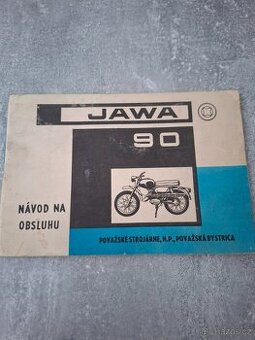 JAWA
90
NÁVOD NA
OBSLUHU
POVAŽSKÉ STROJÁRNE, N.P., POVAŽSKÁ BYSTRICA